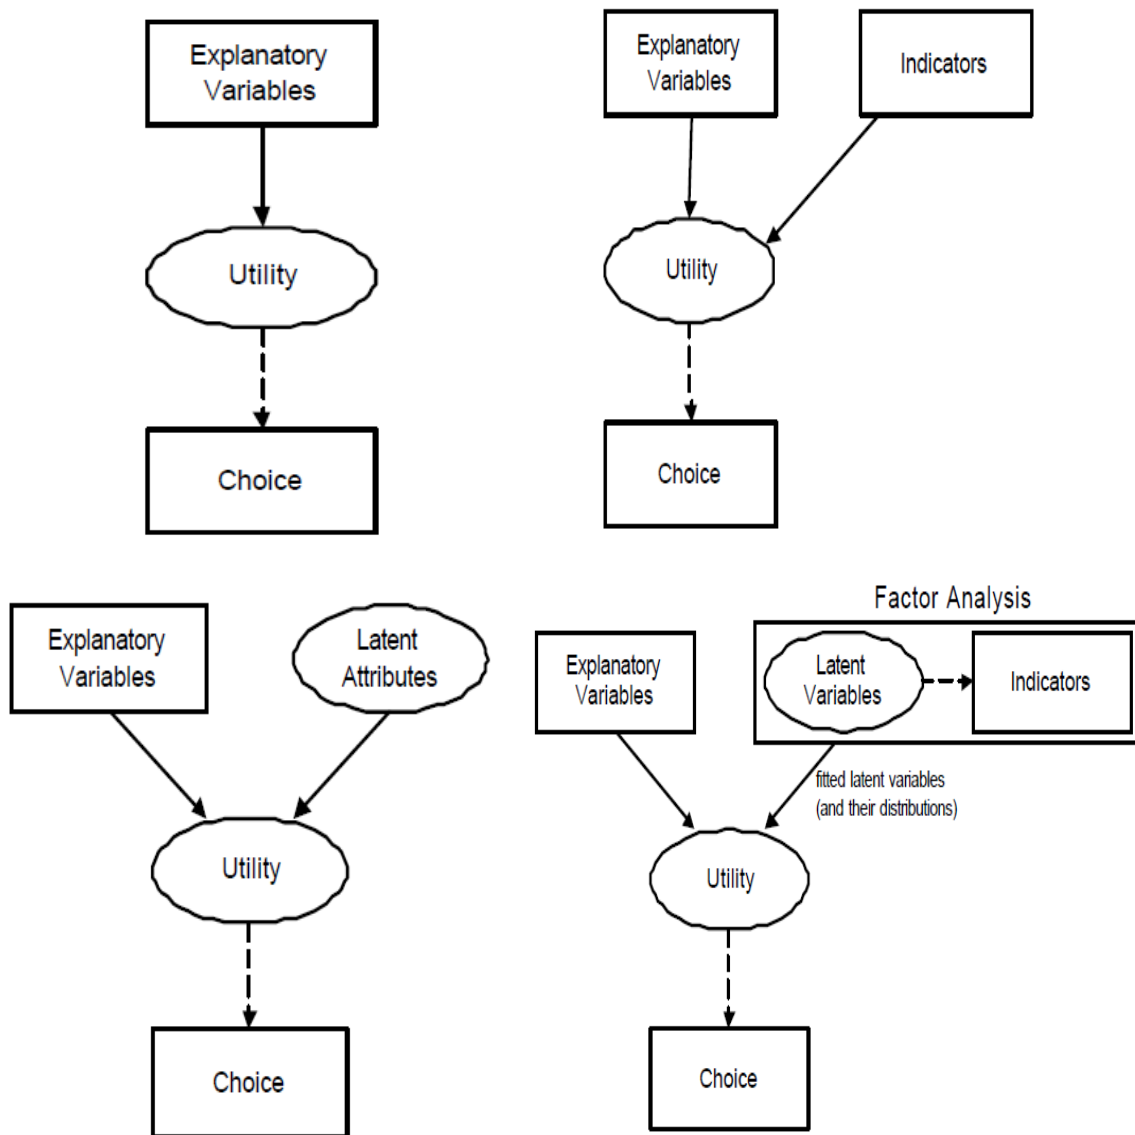 Explanatory
Variables
Utility
Choice
Explanatory
Variables
Indicators
Utility
Choice
Explanatory
Variables
Latent
Attributes
Utility
Choice
Factor Analysis
Explanatory
Variables
Latent
Variables
Indicators
fitted latent variables
(and their distributions)
Utility
Choice